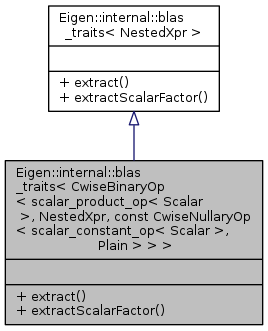 Eigen::internal::blas
_traits< NestedXpr >
+ extract()
+ extractScalarFactor()
Eigen::internal::blas
_traits< CwiseBinaryOp
< scalar_product_op< Scalar
>, NestedXpr, const CwiseNullaryOp
< scalar_constant_op< Scalar >,
Plain > > >
+ extract()
+ extractScalarFactor()